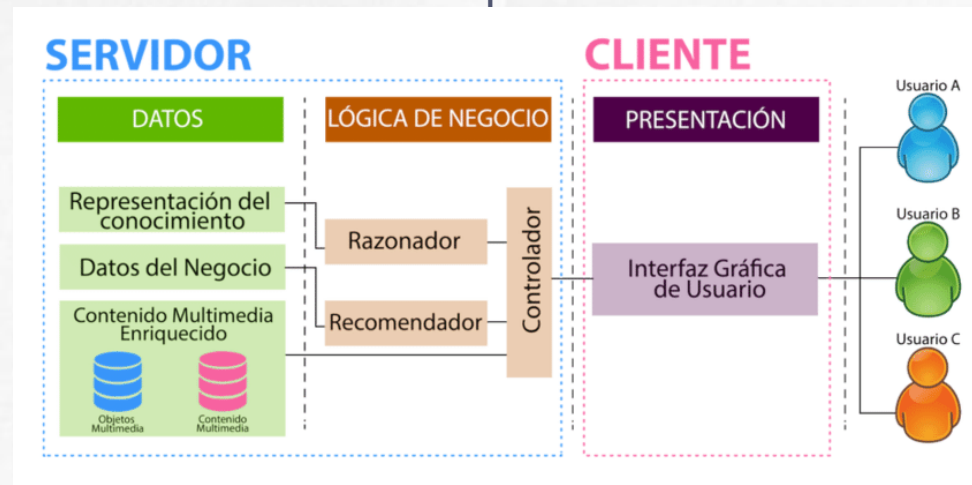 SERVIDOR
CLIENTE
DATOS
LÓGICA DE NEGOCIO
PRESENTACIÓN
Representación del
conocimiento
Datos del Negocio
Contenido Multimedia
Enriquecido
Objetos
Multimedia
Contenido
Multimedia
Razonador
Recomendador
Controlador
Interfaz Gráfica
de Usuario
Usuario A
Usuario B
Usuario C